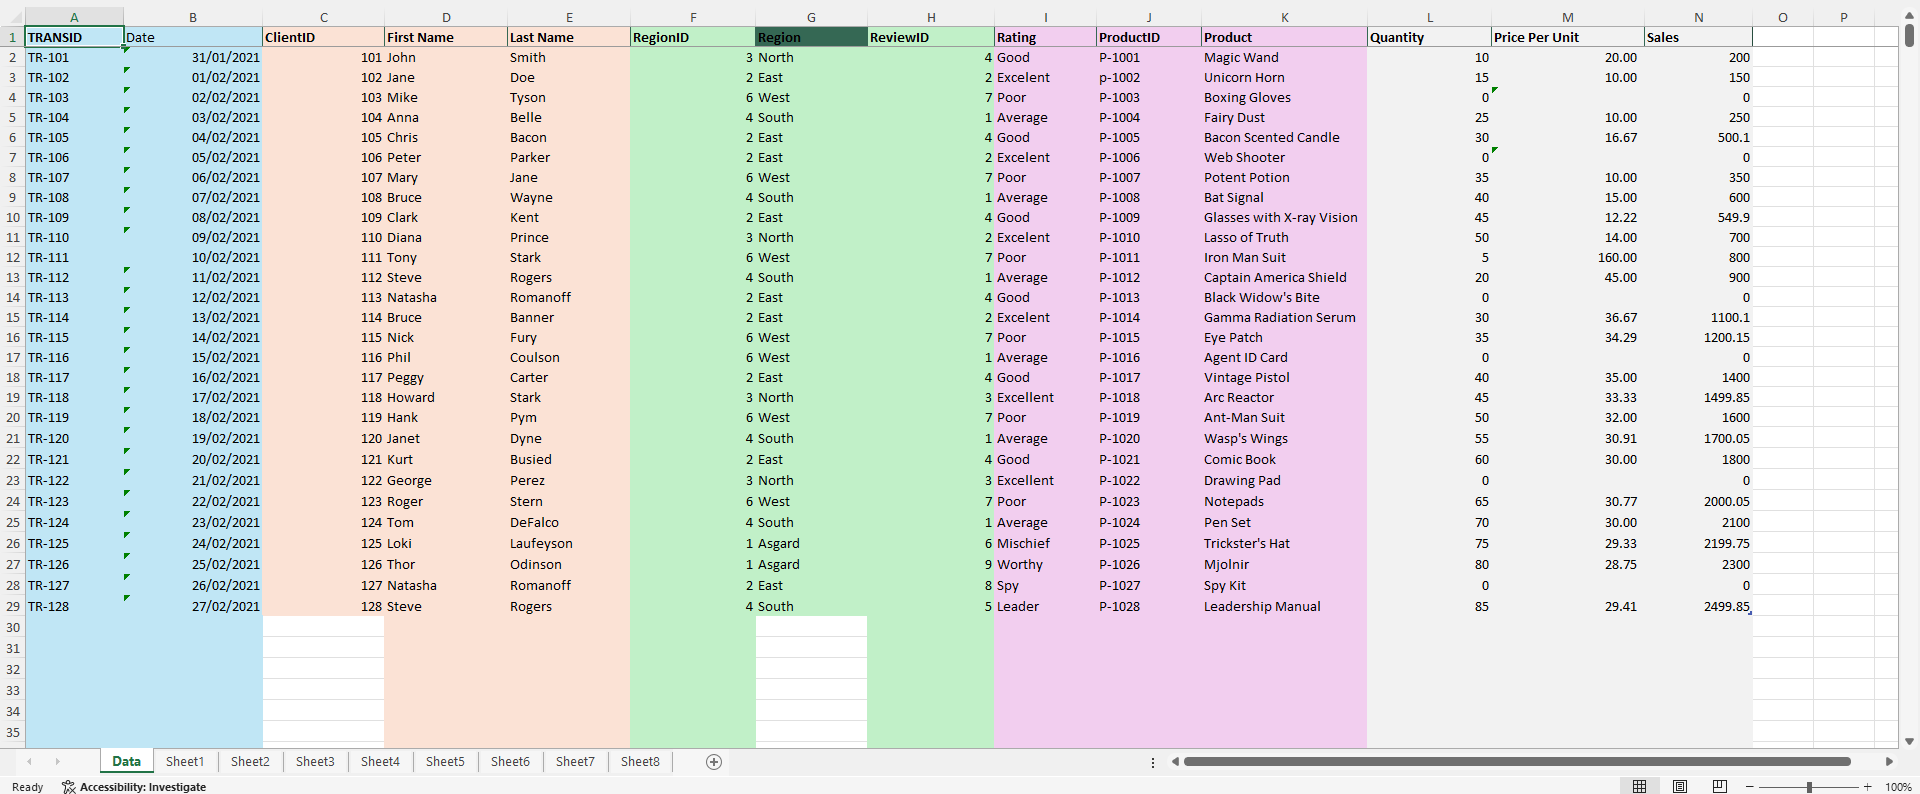 A B C D E F G H I J K L M N O P
1 TRANSID Date ClientID First Name Last Name RegionID Region ReviewID Rating ProductID Product Quantity Price Per Unit Sales
2 TR-101 31/01/2021 101 John Smith 3 North 4 Good P-1001 Magic Wand 10 20.00 200
3 TR-102 01/02/2021 102 Jane Doe 2 East 2 Excelent p-1002 Unicorn Horn 15 10.00 150
4 TR-103 02/02/2021 103 Mike Tyson 6 West 7 Poor P-1003 Boxing Gloves 0 0
5 TR-104 03/02/2021 104 Anna Belle 4 South 1 Average P-1004 Fairy Dust 25 10.00 250
6 TR-105 04/02/2021 105 Chris Bacon 2 East 4 Good P-1005 Bacon Scented Candle 30 16.67 500.1
7 TR-106 05/02/2021 106 Peter Parker 2 East 2 Excelent P-1006 Web Shooter 0 0
8 TR-107 06/02/2021 107 Mary Jane 6 West 7 Poor P-1007 Potent Potion 35 10.00 350
9 TR-108 07/02/2021 108 Bruce Wayne 4 South 1 Average P-1008 Bat Signal 40 15.00 600
10 TR-109 08/02/2021 109 Clark Kent 2 East 4 Good P-1009 Glasses with X-ray Vision 45 12.22 549.9
11 TR-110 09/02/2021 110 Diana Prince 3 North 2 Excelent P-1010 Lasso of Truth 50 14.00 700
12 TR-111 10/02/2021 111 Tony Stark 6 West 7 Poor P-1011 Iron Man Suit 5 160.00 800
13 TR-112 11/02/2021 112 Steve Rogers 4 South 1 Average P-1012 Captain America Shield 20 45.00 900
14 TR-113 12/02/2021 113 Natasha Romanoff 2 East 4 Good P-1013 Black Widow's Bite 0 0
15 TR-114 13/02/2021 114 Bruce Banner 2 East 2 Excelent P-1014 Gamma Radiation Serum 30 36.67 1100.1
16 TR-115 14/02/2021 115 Nick Fury 6 West 7 Poor P-1015 Eye Patch 35 34.29 1200.15
17 TR-116 15/02/2021 116 Phil Coulson 6 West 1 Average P-1016 Agent ID Card 0 0
18 TR-117 16/02/2021 117 Peggy Carter 2 East 4 Good P-1017 Vintage Pistol 40 35.00 1400
19 TR-118 17/02/2021 118 Howard Stark 3 North 3 Excellent P-1018 Arc Reactor 45 33.33 1499.85
20 TR-119 18/02/2021 119 Hank Pym 6 West 7 Poor P-1019 Ant-Man Suit 50 32.00 1600
21 TR-120 19/02/2021 120 Janet Dyne 4 South 1 Average P-1020 Wasp's Wings 55 30.91 1700.05
22 TR-121 20/02/2021 121 Kurt Busied 2 East 4 Good P-1021 Comic Book 60 30.00 1800
23 TR-122 21/02/2021 122 George Perez 3 North 3 Excellent P-1022 Drawing Pad 0 0
24 TR-123 22/02/2021 123 Roger Stern 6 West 7 Poor P-1023 Notepads 65 30.77 2000.05
25 TR-124 23/02/2021 124 Tom DeFalco 4 South 1 Average P-1024 Pen Set 70 30.00 2100
26 TR-125 24/02/2021 125 Loki Laufeyson 1 Asgard 6 Mischief P-1025 Trickster's Hat 75 29.33 2199.75
27 TR-126 25/02/2021 126 Thor Odinson 1 Asgard 9 Worthy P-1026 Mjolnir 80 28.75 2300
28 TR-127 26/02/2021 127 Natasha Romanoff 2 East 8 Spy P-1027 Spy Kit 0 0
29 TR-128 27/02/2021 128 Steve Rogers 4 South 5 Leader P-1028 Leadership Manual 85 29.41 2499.85
30
31
32
33
34
35
Data Sheet1 Sheet2 Sheet3 Sheet4 Sheet5 Sheet6 Sheet7 Sheet8
Ready Accessibility: Investigate 100%